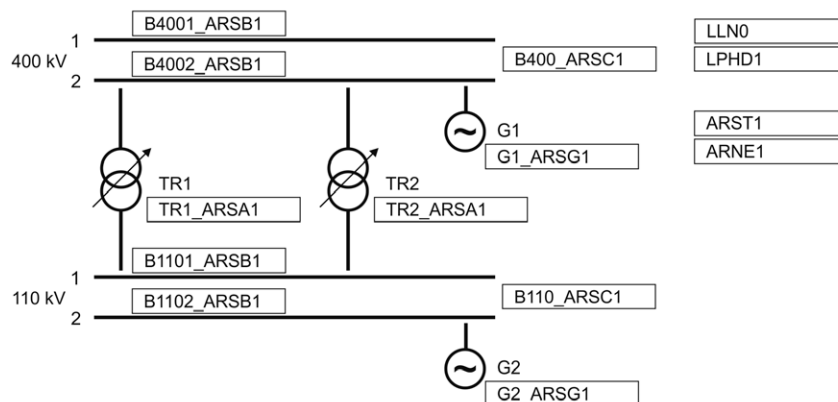 B4001_ARSB1
LLN0
1
400 kV
B4002_ARSB1
B400_ARSC1
LPHD1
2
G1
ARST1
G1_ARSG1
ARNE1
TR1
TR2
TR1_ARSA1
TR2_ARSA1
B1101_ARSB1
1
110 kV
B1102_ARSB1
B110_ARSC1
2
G2
G2_ARSG1